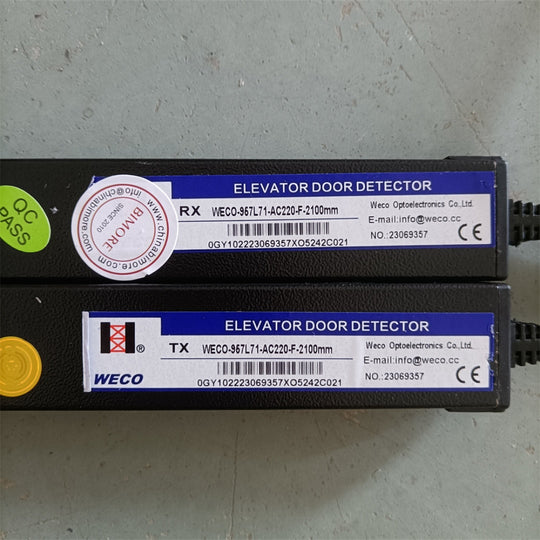 QC
PASS
www.chinabimore.com
BIMORE
SINCE 2010
info@chinabimore.com
ELEVATOR DOOR DETECTOR
RX WECO-957L71-AC220-F-2100mm
0GY102223069357XO5242C021
Weco Optoelectronics Co.,Ltd.
E-mail:info@weco.cc
NO.:23069357
CE
ELEVATOR DOOR DETECTOR
®
WECO
TX WECO-957L71-AC220-F-2100mm
0GY102223069357XO5242C021
Weco Optoelectronics Co.,Ltd.
E-mail:info@weco.cc
NO.:23069357
CE